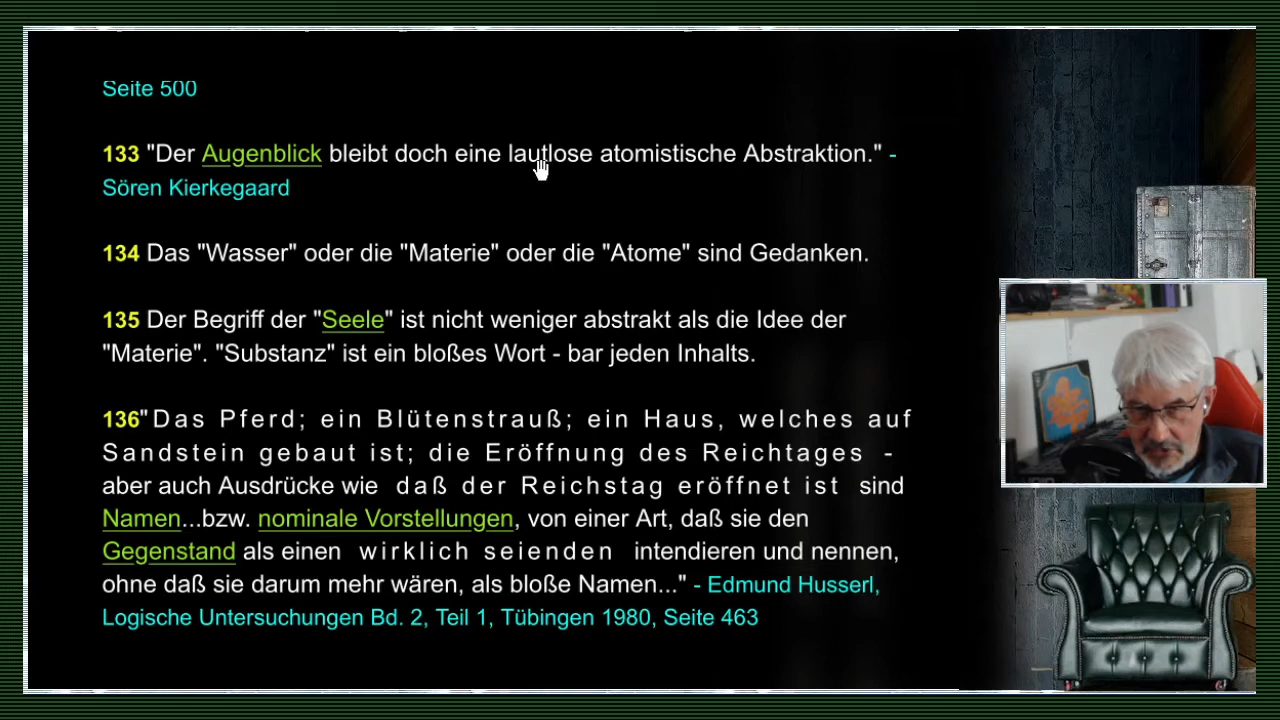 Seite 500
133 "Der Augenblick bleibt doch eine lautlose atomistische Abstraktion." -
Sören Kierkegaard
134 Das "Wasser" oder die "Materie" oder die "Atome" sind Gedanken.
135 Der Begriff der "Seele" ist nicht weniger abstrakt als die Idee der
"Materie". "Substanz" ist ein bloßes Wort - bar jeden Inhalts.
136"Das Pferd; ein Blütenstrauß; ein Haus, welches auf
Sandstein gebaut ist; die Eröffnung des Reichtages -
aber auch Ausdrücke wie daß der Reichstag eröffnet ist sind
Namen...bzw. nominale Vorstellungen, von einer Art, daß sie den
Gegenstand als einen wirklich seienden intendieren und nennen,
ohne daß sie darum mehr wären, als bloße Namen..." - Edmund Husserl,
Logische Untersuchungen Bd. 2, Teil 1, Tübingen 1980, Seite 463